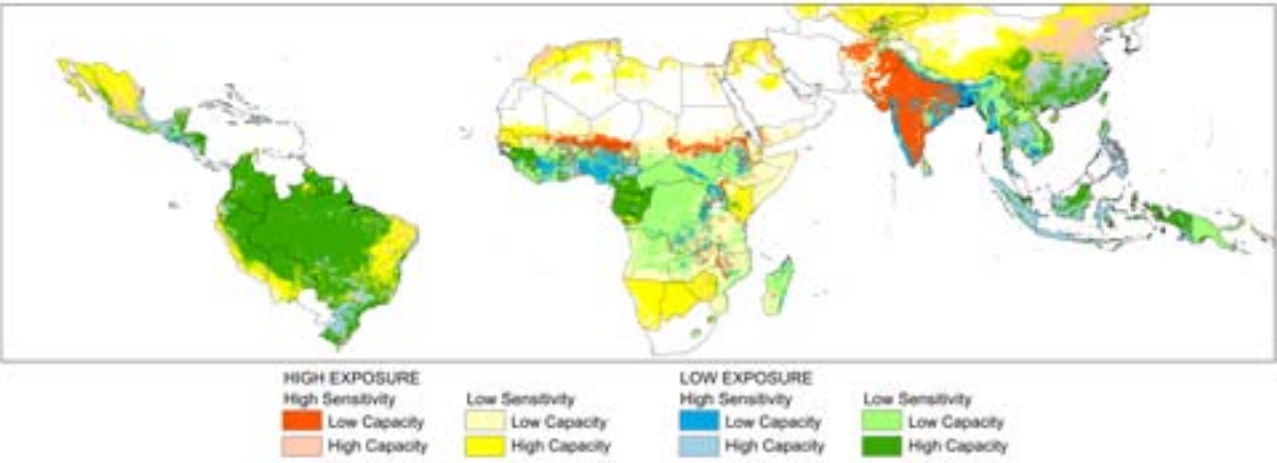 HIGH EXPOSURE LOW EXPOSURE
High Sensitivity Low Sensitivity High Sensitivity Low Sensitivity
Low Capacity Low Capacity Low Capacity Low Capacity
High Capacity High Capacity High Capacity High Capacity